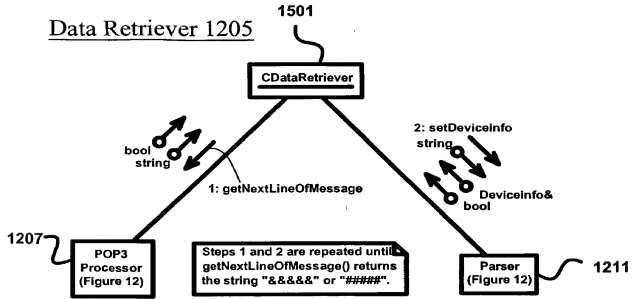 Data Retriever 1205
1501
CDataRetriever
bool
string
1: getNextLineOfMessage
2: setDeviceInfo
string
DeviceInfo&
bool
1207
POP3
Processor
(Figure 12)
Steps 1 and 2 are repeated until
getNextLineOfMessage() returns
the string "&&&&&" or "#####".
Parser
(Figure 12)
1211